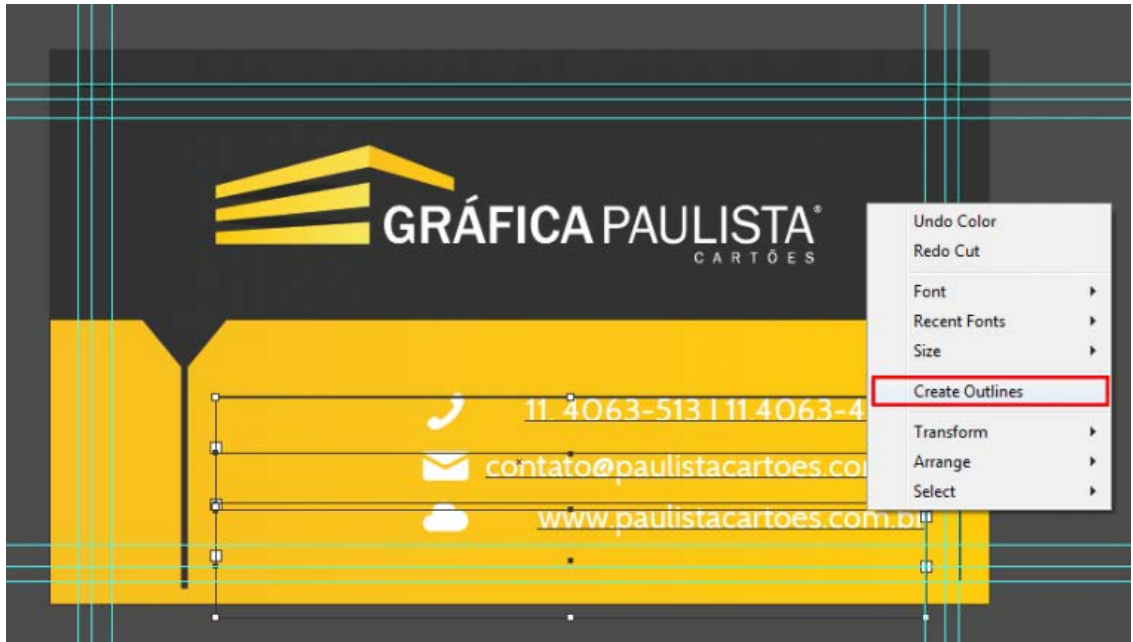 GRÁFICA PAULISTA®
CARTÕES
Undo Color
Redo Cut
Font
Recent Fonts
Size
Create Outlines
Transform
Arrange
Select
11. 4063-513 | 11.4063-4
contato@paulistacartoes.co
www.paulistacartoes.com.br